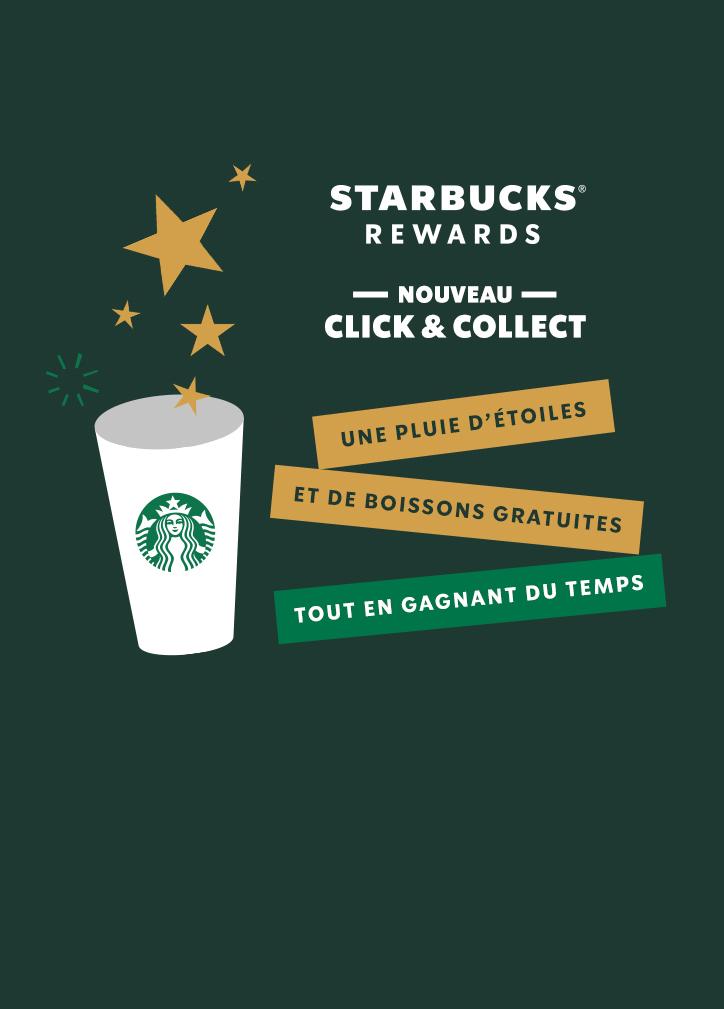 STARBUCKS®
REWARDS
NOUVEAU
CLICK & COLLECT
UNE PLUIE D’ÉTOILES
ET DE BOISSONS GRATUITES
TOUT EN GAGNANT DU TEMPS